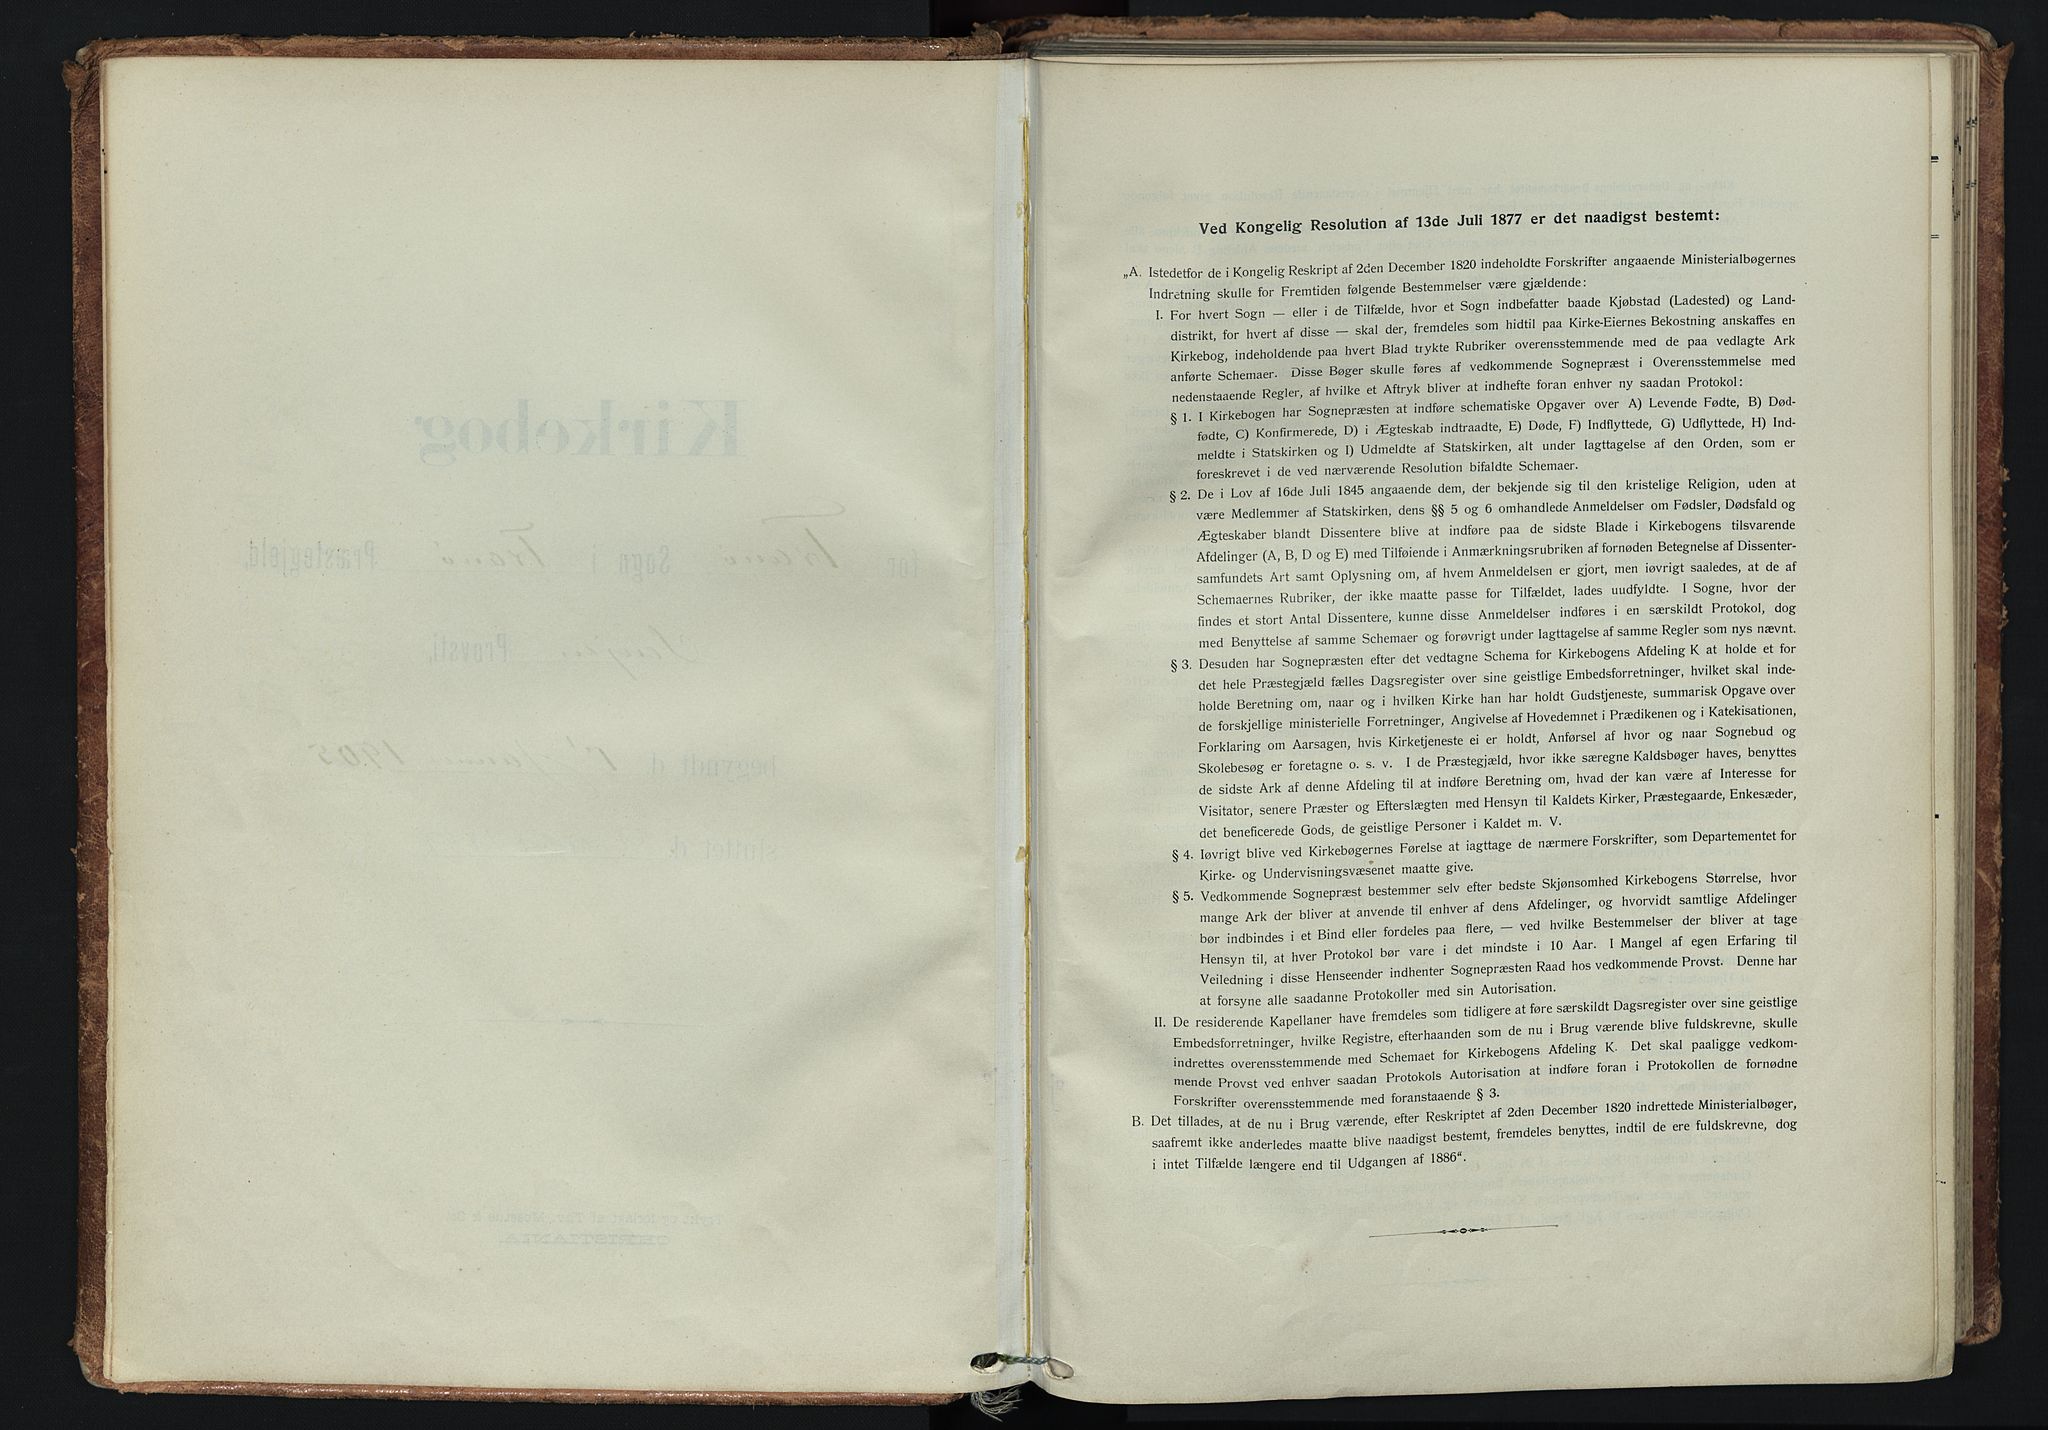 Ved Kongelig Resolution af 13de Juli 1877 er det naadigst bestemt:
„A. Istedetfor de i Kongelig Reskript af 2den December 1820 indeholdte Forskrifter angaaende Ministerialbøgernes
Indretning skulle for Fremtiden følgende Bestemmelser være gjældende:
I. For hvert Sogn — eller i de Tilfælde, hvor et Sogn indbefatter baade Kjøbstad (Ladested) og Land-
distrikt, for hvert af disse — skal der, fremdeles som hidtil paa Kirke-Eiernes Bekostning anskaffes en
Kirkebog, indeholdende paa hvert Blad trykte Rubriker overensstemmende med de paa vedlagte Ark
anførte Schemaer. Disse Bøger skulle føres af vedkommende Sognepræst i Overensstemmelse med
nedenstaaende Regler, af hvilke et Aftryk bliver at indhefte foran enhver ny saadan Protokol:
§ 1. I Kirkebogen har Sognepræsten at indføre schematiske Opgaver over A) Levende Fødte, B) Død-
fødte, C) Konfirmerede, D) i Ægteskab indtraadte, E) Døde, F) Indflyttede, G) Udflyttede, H) Ind-
meldte i Statskirken og I) Udmeldte af Statskirken, alt under Iagttagelse af den Orden, som er
foreskrevet i de ved nærværende Resolution bifaldte Schemaer.
§ 2. De i Lov af 16de Juli 1845 angaaende dem, der bekjende sig til den kristelige Religion, uden at
være Medlemmer af Statskirken, dens §§ 5 og 6 omhandlede Anmeldelser om Fødsler, Dødsfald og
Ægteskaber blandt Dissentere blive at indføre paa de sidste Blade i Kirkebogens tilsvarende
Afdelinger (A, B, D og E) med Tilføiende i Anmærkningsrubriken af fornøden Betegnelse af Dissenter-
samfundets Art samt Oplysning om, af hvem Anmeldelsen er gjort, men iøvrigt saaledes, at de af
Schemaernes Rubriker, der ikke maatte passe for Tilfældet, lades uudfyldte. I Sogne, hvor der
findes et stort Antal Dissentere, kunne disse Anmeldelser indføres i en særskildt Protokol, dog
med Benyttelse af samme Schemaer og forøvrigt under Iagttagelse af samme Regler som nys nævnt.
§ 3. Desuden har Sognepræsten efter det vedtagne Schema for Kirkebogens Afdeling K at holde et for
det hele Præstegjæld fælles Dagsregister over sine geistlige Embedsforretninger, hvilket skal inde-
holde Beretning om, naar og i hvilken Kirke han har holdt Gudstjeneste, summarisk Opgave over
de forskjellige ministerielle Forretninger, Angivelse af Hovedemnet i Prædikenen og i Katekisationen,
Forklaring om Aarsagen, hvis Kirketjeneste ei er holdt, Anførsel af hvor og naar Sognebud og
Skolebesøg er foretagne o. s. v. I de Præstegjæld, hvor ikke særegne Kaldsbøger haves, benyttes
de sidste Ark af denne Afdeling til at indføre Beretning om, hvad der kan være af Interesse for
Visitator, senere Præster og Efterslægten med Hensyn til Kaldets Kirker, Præstegaarde, Enkesæder,
det beneficerede Gods, de geistlige Personer i Kaldet m. V.
§ 4. Iøvrigt blive ved Kirkebøgernes Førelse at iagttage de nærmere Forskrifter, som Departementet for
Kirke- og Undervisningsvæsenet maatte give.
§ 5. Vedkommende Sognepræst bestemmer selv efter bedste Skjønsomhed Kirkebogens Størrelse, hvor
mange Ark der bliver at anvende til enhver af dens Afdelinger, og hvorvidt samtlige Afdelinger
bør indbindes i et Bind eller fordeles paa flere, — ved hvilke Bestemmelser der bliver at tage
Hensyn til, at hver Protokol bør vare i det mindste i 10 Aar. I Mangel af egen Erfaring til
Veiledning i disse Henseender indhenter Sognepræsten Raad hos vedkommende Provst. Denne har
at forsyne alle saadanne Protokoller med sin Autorisation.
II. De residerende Kapellaner have fremdeles som tidligere at føre særskildt Dagsregister over sine geistlige
Embedsforretninger, hvilke Registre, efterhaanden som de nu i Brug værende blive fuldskrevne, skulle
indrettes overensstemmende med Schemaet for Kirkebogens Afdeling K. Det skal paaligge vedkom-
mende Provst ved enhver saadan Protokols Autorisation at indføre foran i Protokollen de fornødne
Forskrifter overensstemmende med foranstaaende § 3.
B. Det tillades, at de nu i Brug værende, efter Reskriptet af 2den December 1820 indrettede Ministerialbøger,
saafremt ikke anderledes maatte blive naadigst bestemt, fremdeles benyttes, indtil de ere fuldskrevne, dog
i intet Tilfælde længere end til Udgangen af 1886“.